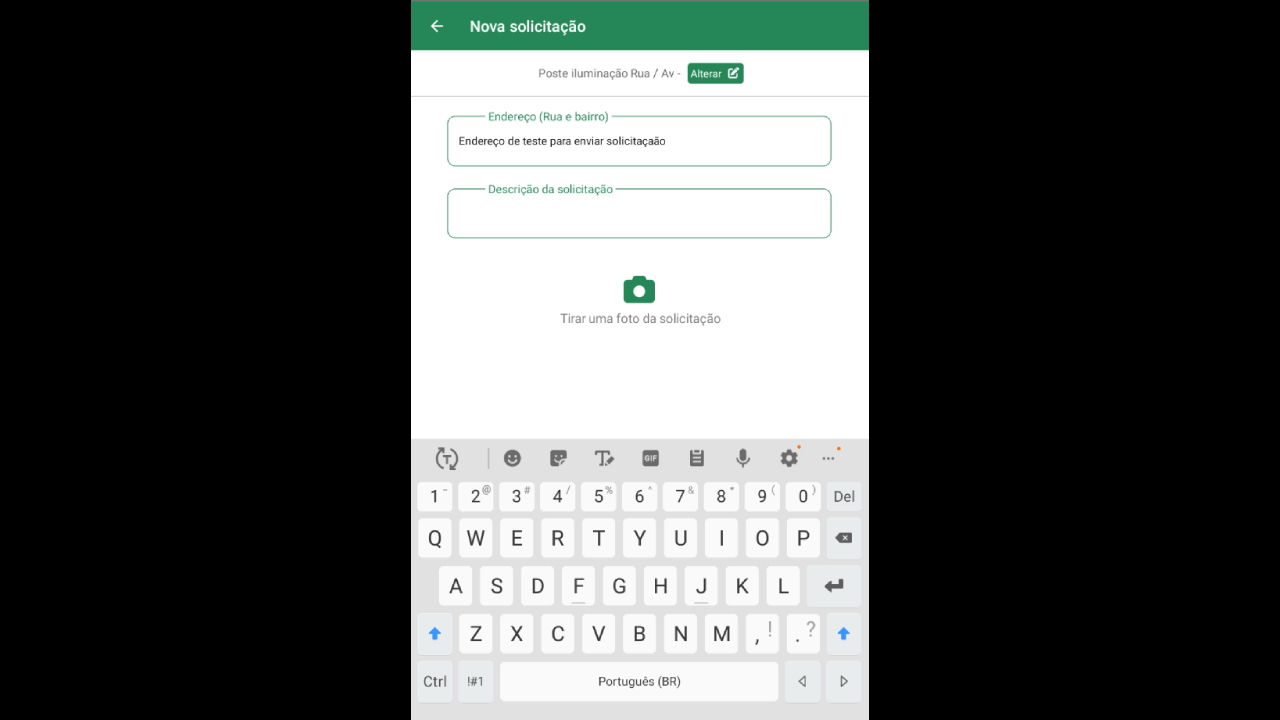 Nova solicitação
Poste iluminação Rua / Av - Alterar
Endereço (Rua e bairro)
Endereço de teste para enviar solicitaçaão
Descrição da solicitação
Tirar uma foto da solicitação
GIF
1 - 2 @ 3 # 4 / 5 % 6 ^ 7 & 8 * 9 ( 0 ) Del
Q W E R T Y U I O P
A S D F G H J K L
Z X C V B N M , ! . ?
Ctrl !#1 Português (BR)